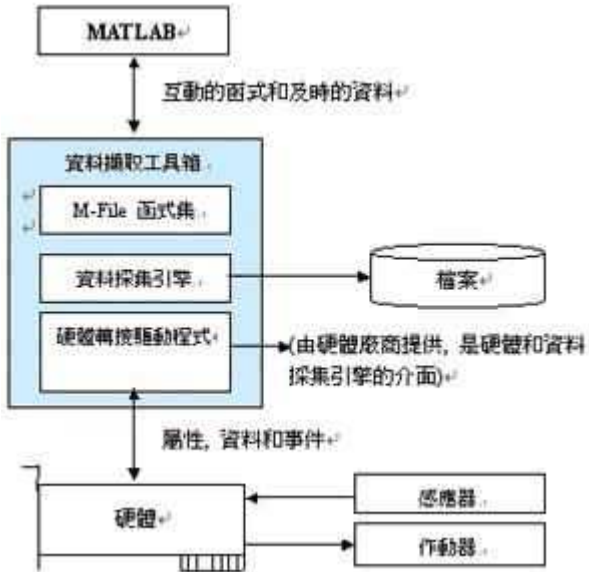 MATLAB
互動的函式和及時的資料
資料擷取工具箱
M-File 函式集
資料採集引擎
檔案
硬體轉接驅動程式
(由硬體廠商提供, 是硬體和資料
採集引擎的介面)
屬性, 資料和事件
硬體
感應器
作動器